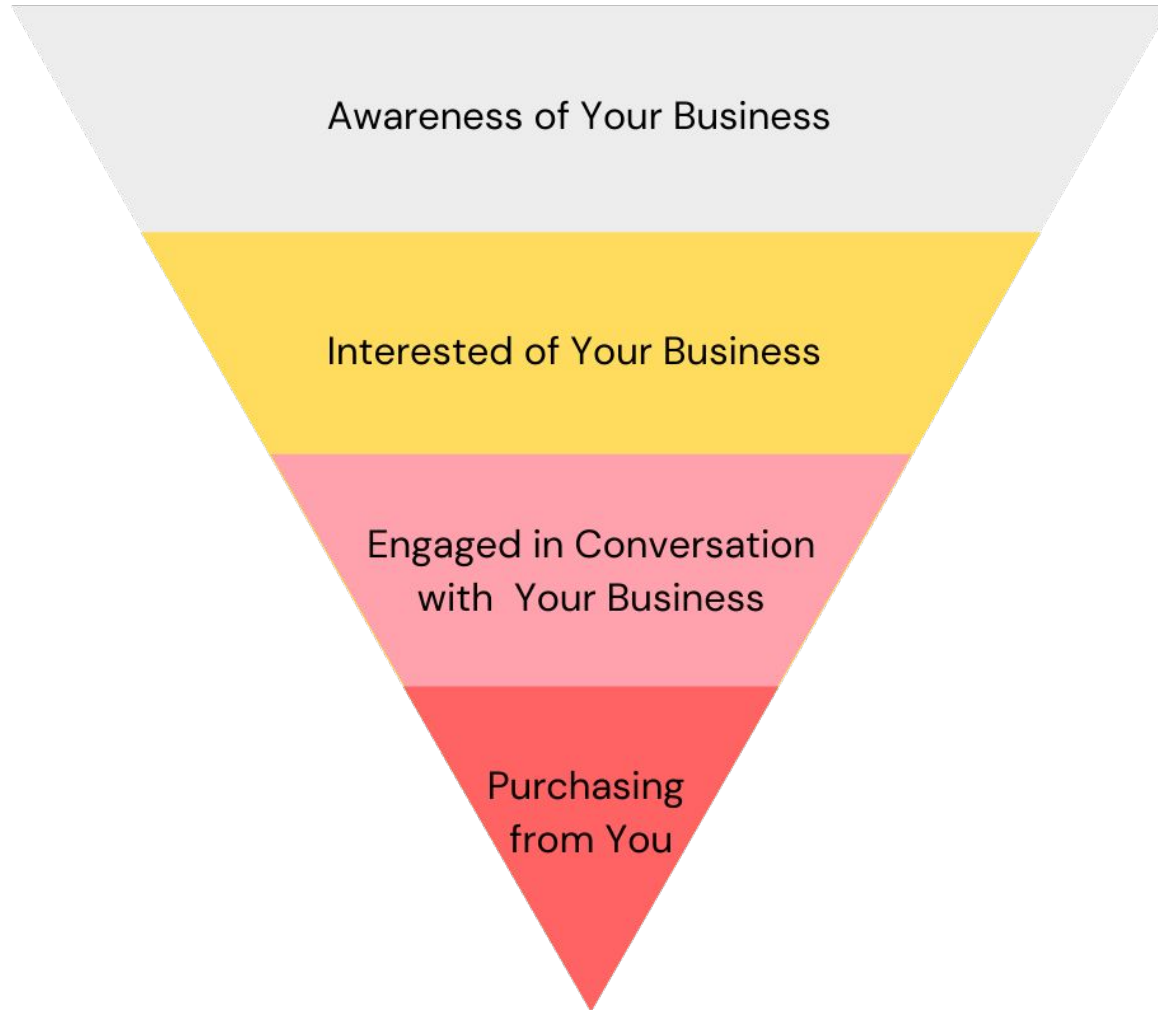 Awareness of Your Business
Interested of Your Business
Engaged in Conversation
with  Your Business
Purchasing
from You